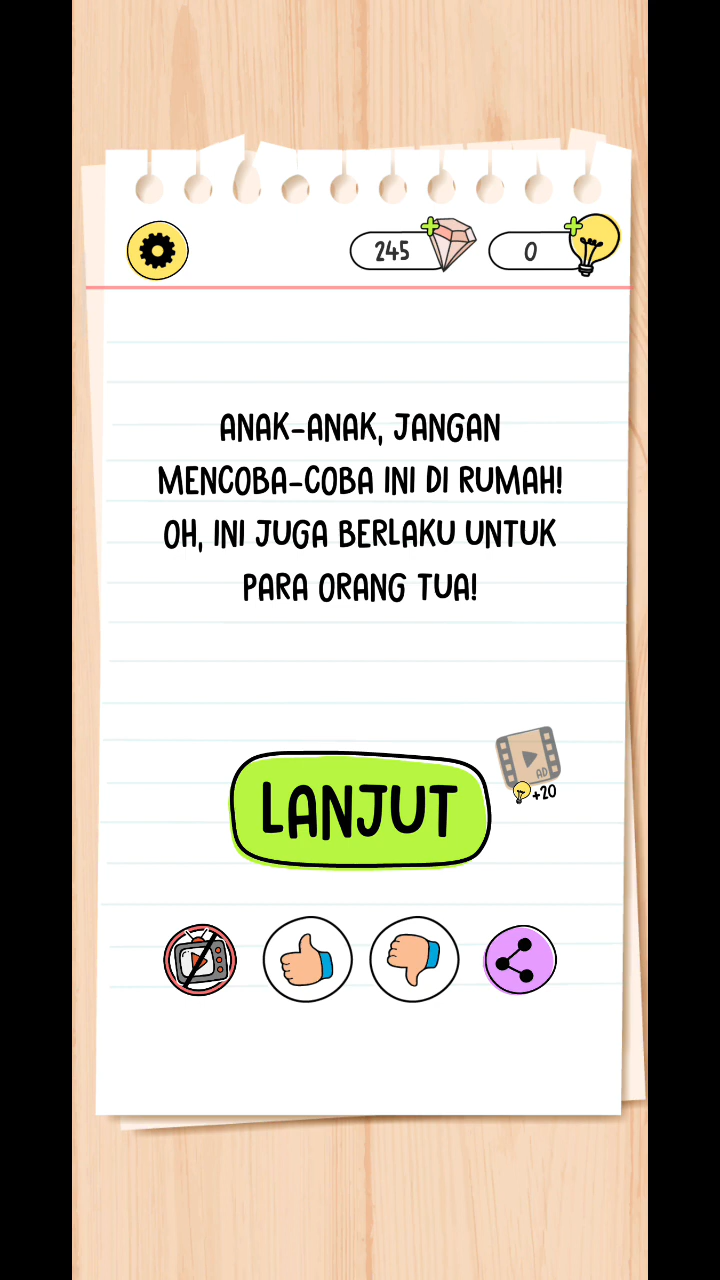 245
0
ANAK-ANAK, JANGAN
MENCOBA-COBA INI DI RUMAH!
OH, INI JUGA BERLAKU UNTUK
PARA ORANG TUA!
AD
+20
LANJUT